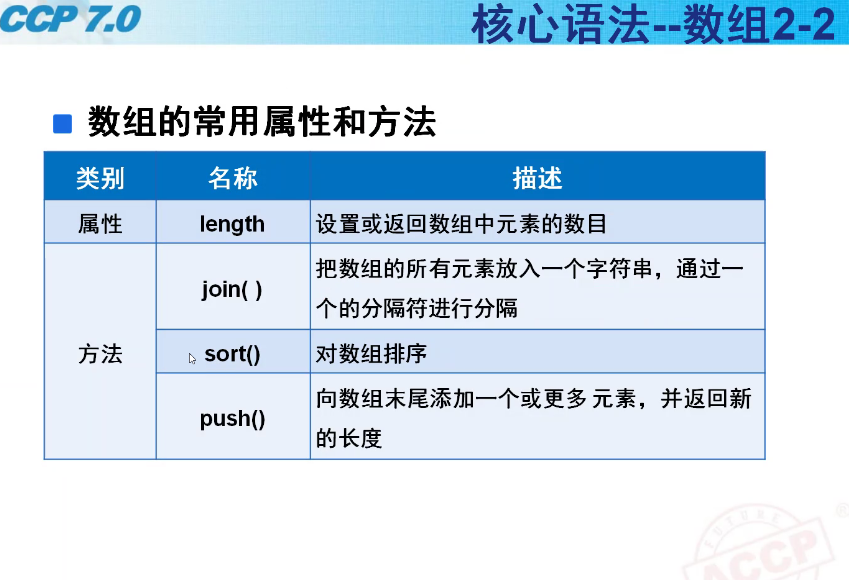 CCP 7.0
核心语法--数组2-2
数组的常用属性和方法
类别 名称 描述
属性 length 设置或返回数组中元素的数目
方法
join( )
把数组的所有元素放入一个字符串，通过一
个的分隔符进行分隔
sort() 对数组排序
push()
向数组末尾添加一个或更多 元素，并返回新
的长度
FUTURE
ACCP
®